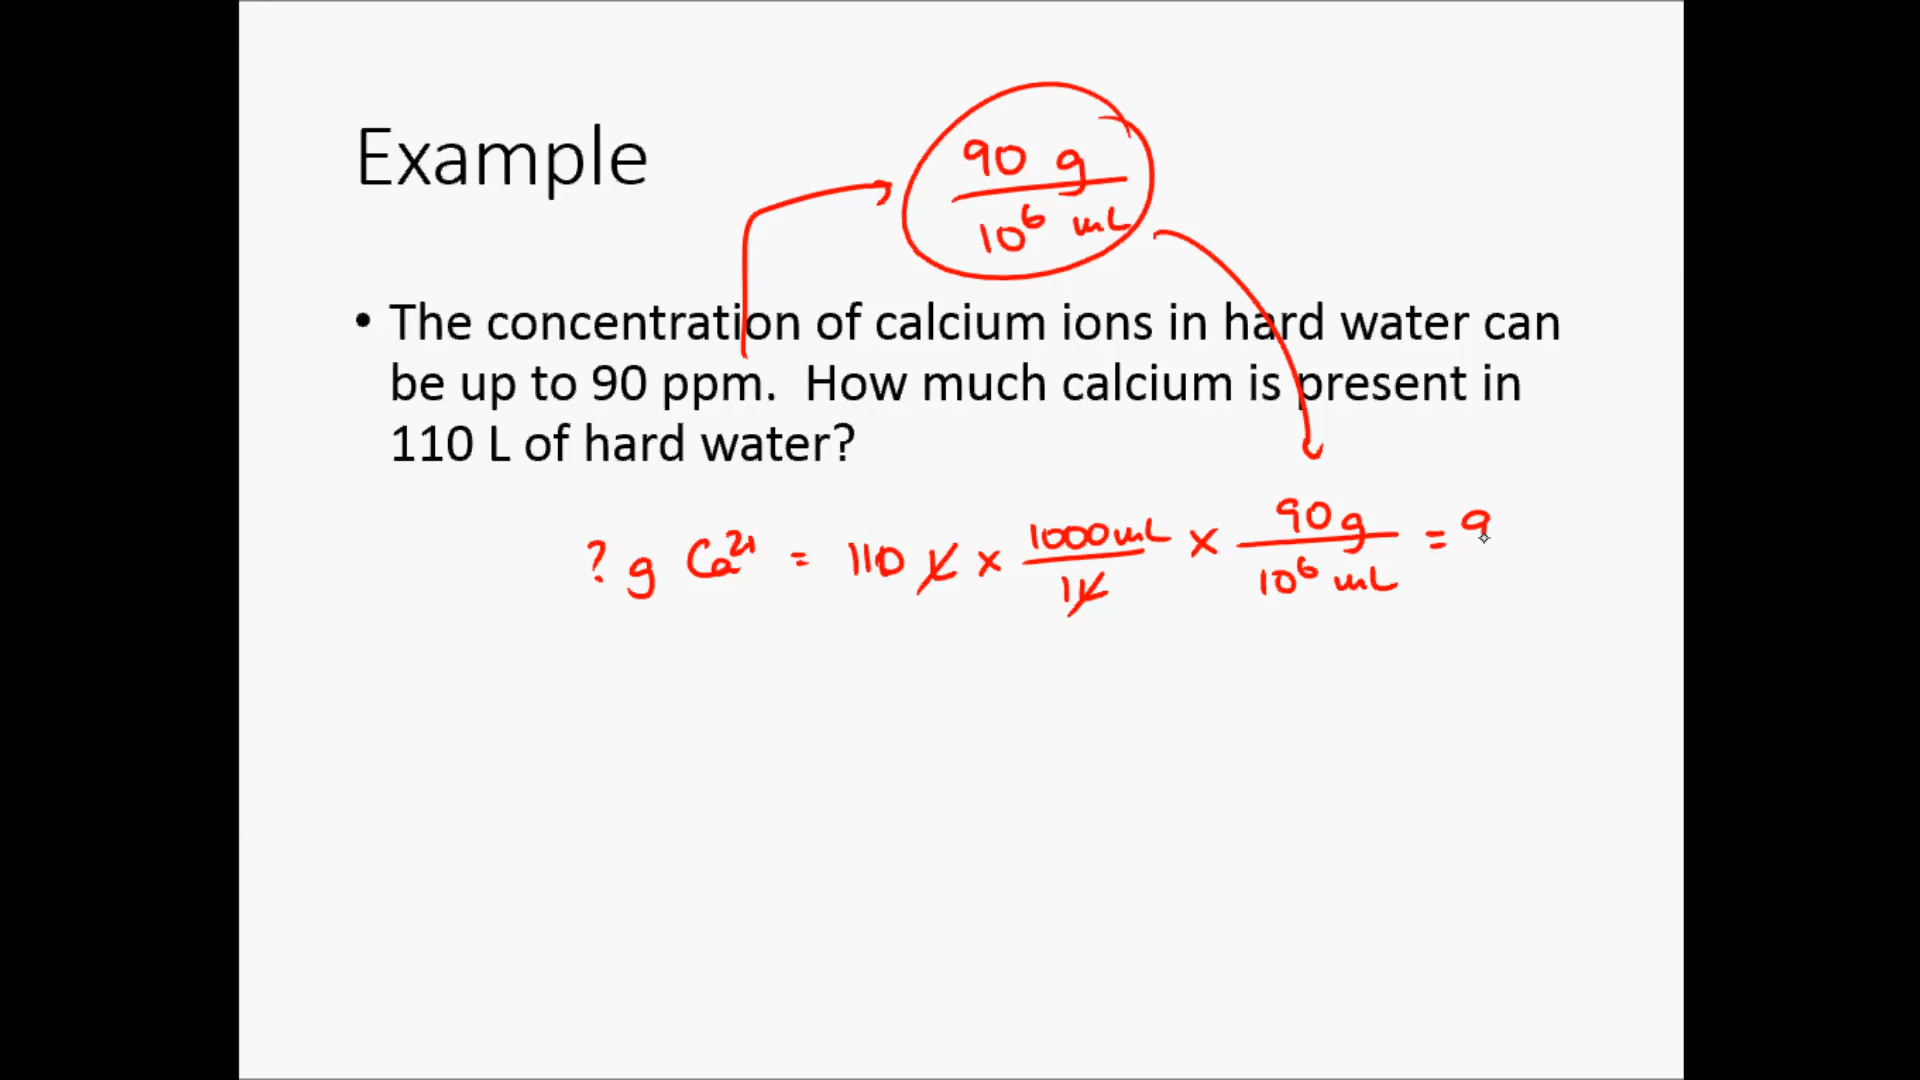 Example
90 g
10⁶ mL
• The concentration of calcium ions in hard water can
be up to 90 ppm. How much calcium is present in
110 L of hard water?
? g Ca²⁺ = 110 L × 1000 mL / 1 L × 90 g / 10⁶ mL = 9